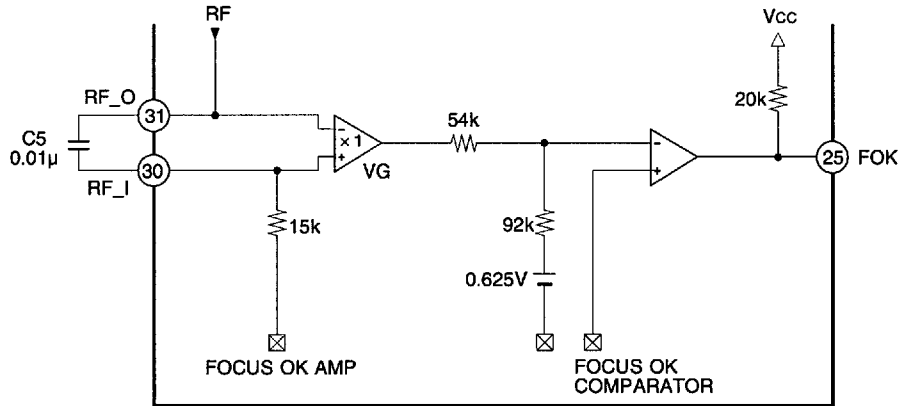 RF
Vcc
RF_O
31
C5
0.01µ
30
RF_I
−
× 1
+
VG
54k
20k
−
+
25
FOK
15k
92k
0.625V
FOCUS OK AMP
FOCUS OK
COMPARATOR